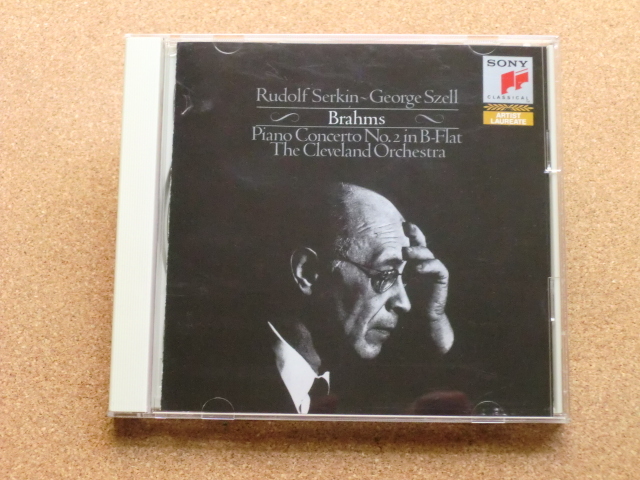 Rudolf Serkin~George Szell
Brahms
Piano Concerto No. 2 in B-Flat
The Cleveland Orchestra
SONY
CLASSICAL
ARTIST
LAUREATE